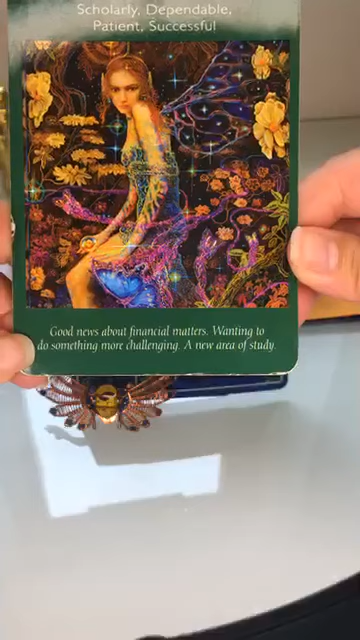 Scholarly, Dependable,
Patient, Successful
Good news about financial matters. Wanting to
do something more challenging. A new area of study.